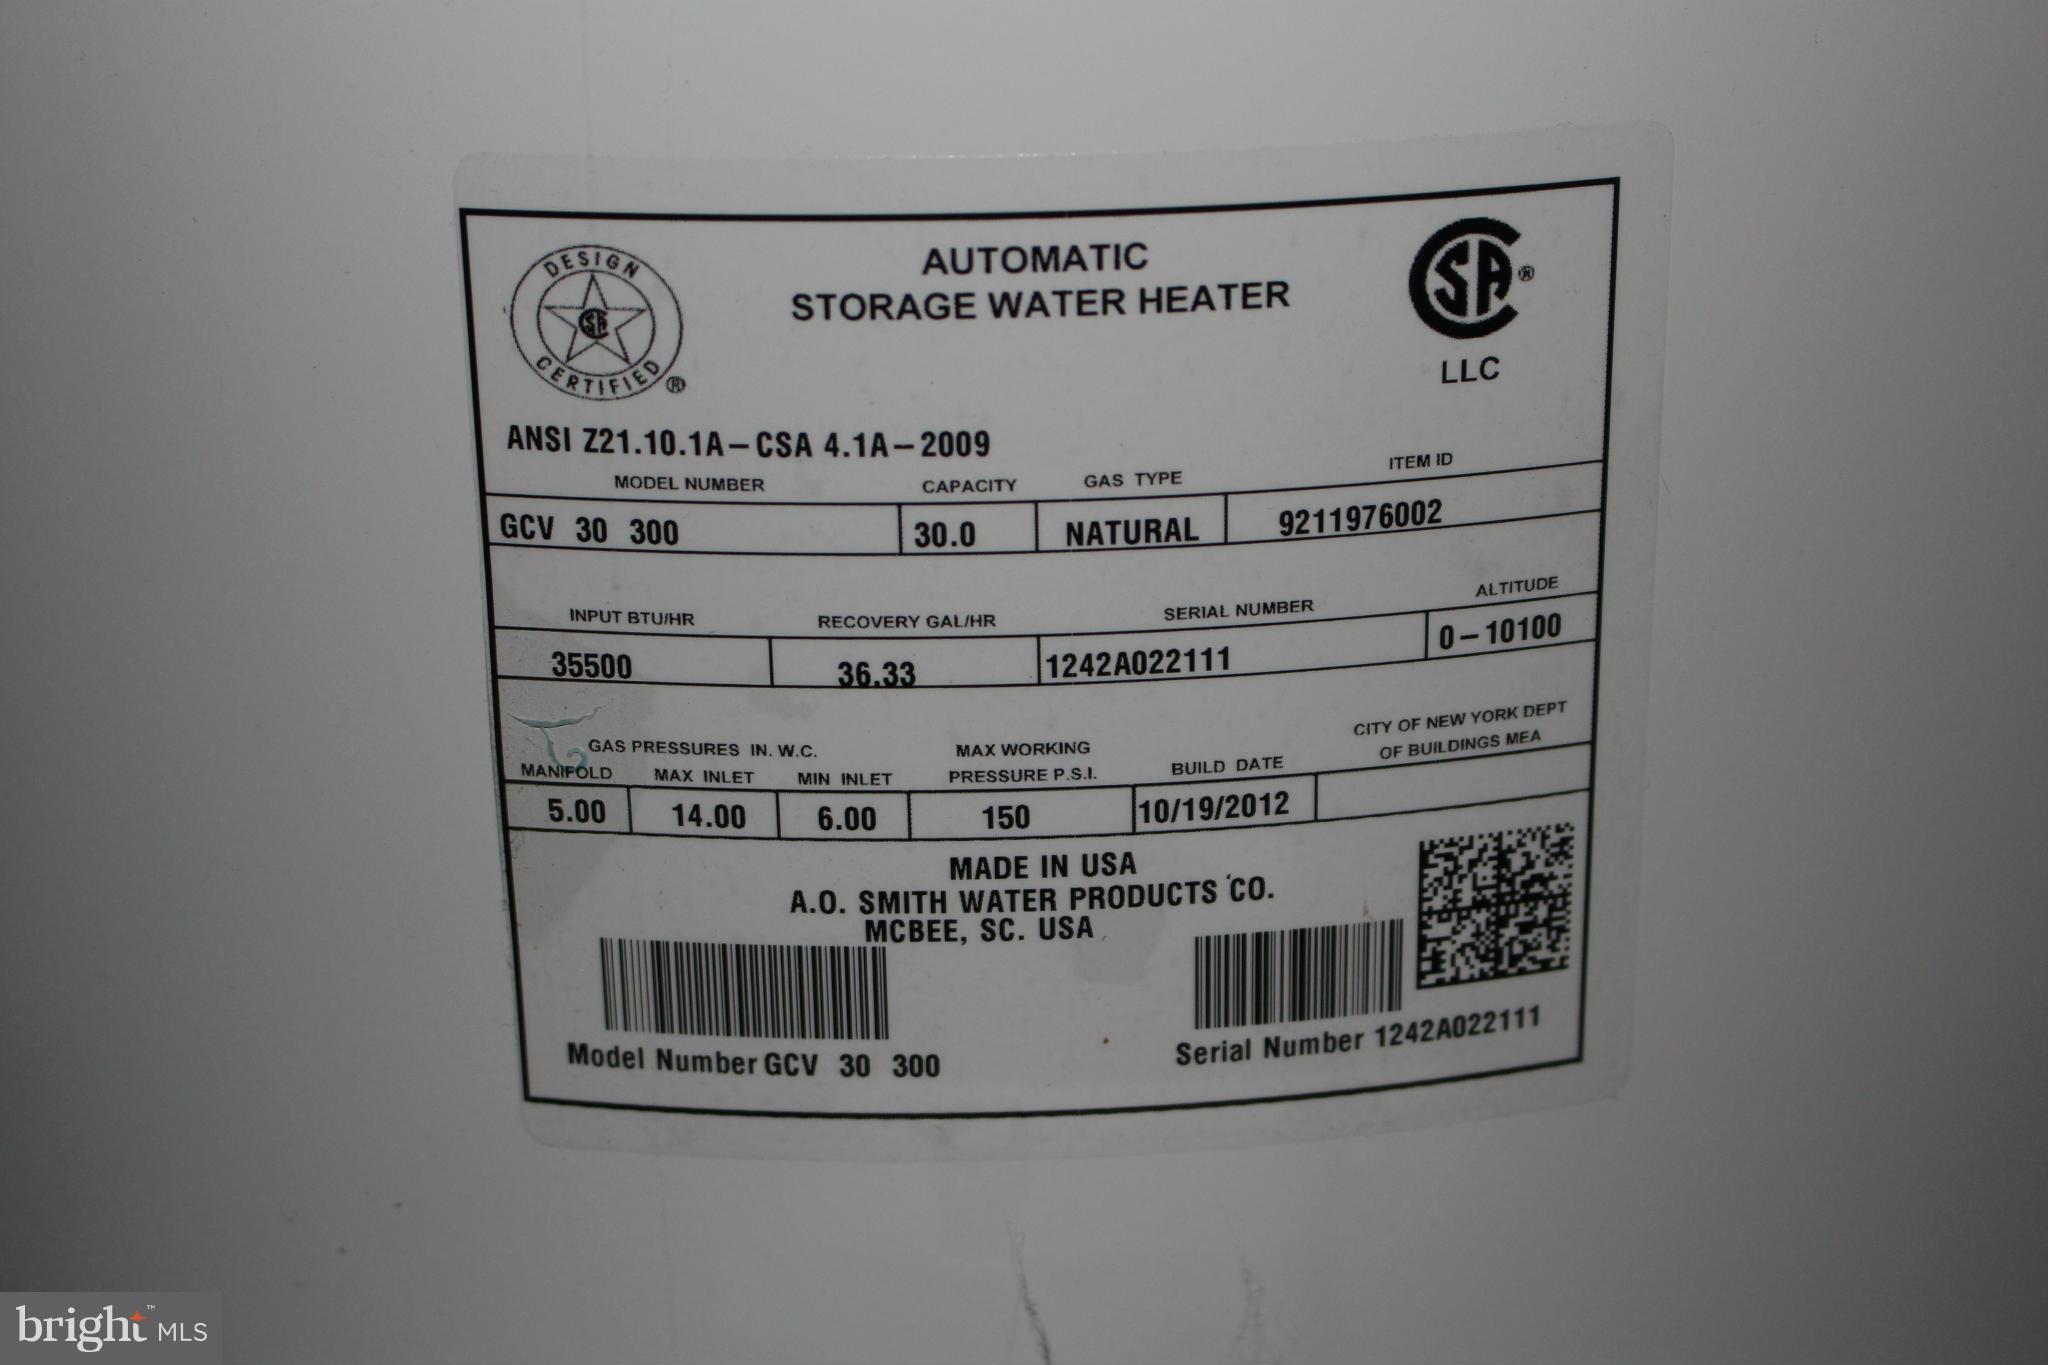 DESIGN
CERTIFIED ®
SA
AUTOMATIC
STORAGE WATER HEATER
CSA ®
LLC
ANSI Z21.10.1A–CSA 4.1A–2009
MODEL NUMBER CAPACITY GAS TYPE ITEM ID
GCV 30 300 30.0 NATURAL 9211976002
INPUT BTU/HR RECOVERY GAL/HR SERIAL NUMBER ALTITUDE
35500 36.33 1242A022111 0–10100
GAS PRESSURES IN. W.C. MAX WORKING CITY OF NEW YORK DEPT
MANIFOLD MAX INLET MIN INLET PRESSURE P.S.I. BUILD DATE OF BUILDINGS MEA
5.00 14.00 6.00 150 10/19/2012
MADE IN USA
A.O. SMITH WATER PRODUCTS CO.
MCBEE, SC. USA
Model Number GCV 30 300 Serial Number 1242A022111
bright™ MLS